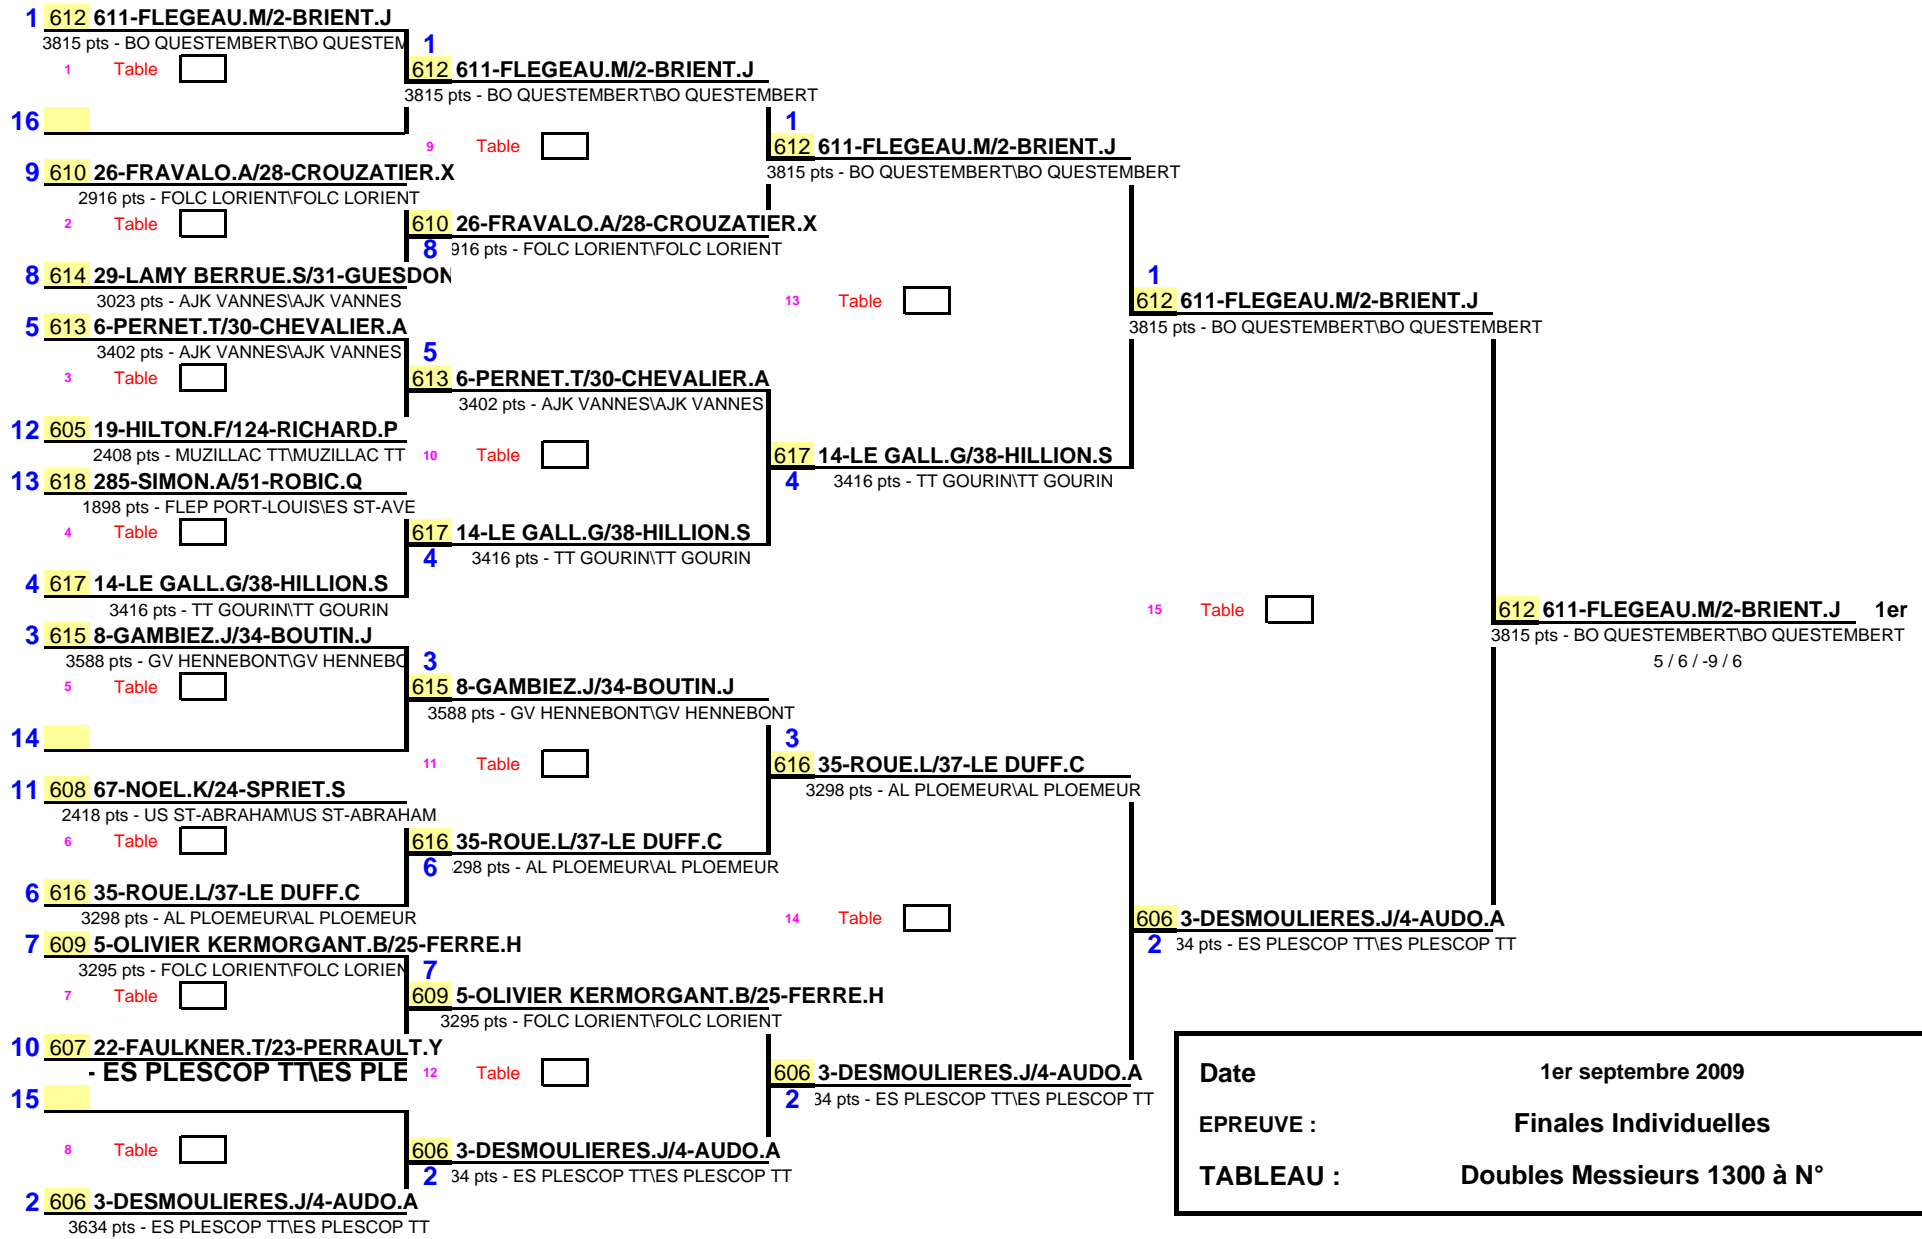 1 612 611-FLEGEAU.M/2-BRIENT.J
3815 pts - BO QUESTEMBERT\BO QUESTEM
1 Table
16
9 610 26-FRAVALO.A/28-CROUZATIER.X
2916 pts - FOLC LORIENT\FOLC LORIENT
2 Table
8 614 29-LAMY BERRUE.S/31-GUESDON
3023 pts - AJK VANNES\AJK VANNES
5 613 6-PERNET.T/30-CHEVALIER.A
3402 pts - AJK VANNES\AJK VANNES
3 Table
12 605 19-HILTON.F/124-RICHARD.P
2408 pts - MUZILLAC TT\MUZILLAC TT
13 618 285-SIMON.A/51-ROBIC.Q
1898 pts - FLEP PORT-LOUIS\ES ST-AVE
4 Table
4 617 14-LE GALL.G/38-HILLION.S
3416 pts - TT GOURIN\TT GOURIN
3 615 8-GAMBIEZ.J/34-BOUTIN.J
3588 pts - GV HENNEBONT\GV HENNEBO
5 Table
14
11 608 67-NOEL.K/24-SPRIET.S
2418 pts - US ST-ABRAHAM\US ST-ABRAHAM
6 Table
6 616 35-ROUE.L/37-LE DUFF.C
3298 pts - AL PLOEMEUR\AL PLOEMEUR
7 609 5-OLIVIER KERMORGANT.B/25-FERRE.H
3295 pts - FOLC LORIENT\FOLC LORIEN
7 Table
10 607 22-FAULKNER.T/23-PERRAULT.Y
- ES PLESCOP TT\ES PLE
15
8 Table
2 606 3-DESMOULIERES.J/4-AUDO.A
3634 pts - ES PLESCOP TT\ES PLESCOP TT
1
612 611-FLEGEAU.M/2-BRIENT.J
3815 pts - BO QUESTEMBERT\BO QUESTEMBERT
9 Table
610 26-FRAVALO.A/28-CROUZATIER.X
8 916 pts - FOLC LORIENT\FOLC LORIENT
5
613 6-PERNET.T/30-CHEVALIER.A
3402 pts - AJK VANNES\AJK VANNES
10 Table
617 14-LE GALL.G/38-HILLION.S
4 3416 pts - TT GOURIN\TT GOURIN
3
615 8-GAMBIEZ.J/34-BOUTIN.J
3588 pts - GV HENNEBONT\GV HENNEBONT
11 Table
616 35-ROUE.L/37-LE DUFF.C
6 298 pts - AL PLOEMEUR\AL PLOEMEUR
7
609 5-OLIVIER KERMORGANT.B/25-FERRE.H
3295 pts - FOLC LORIENT\FOLC LORIENT
12 Table
606 3-DESMOULIERES.J/4-AUDO.A
2 34 pts - ES PLESCOP TT\ES PLESCOP TT
1
612 611-FLEGEAU.M/2-BRIENT.J
3815 pts - BO QUESTEMBERT\BO QUESTEMBERT
13 Table
617 14-LE GALL.G/38-HILLION.S
4 3416 pts - TT GOURIN\TT GOURIN
3
616 35-ROUE.L/37-LE DUFF.C
3298 pts - AL PLOEMEUR\AL PLOEMEUR
14 Table
606 3-DESMOULIERES.J/4-AUDO.A
2 34 pts - ES PLESCOP TT\ES PLESCOP TT
1
612 611-FLEGEAU.M/2-BRIENT.J
3815 pts - BO QUESTEMBERT\BO QUESTEMBERT
15 Table
606 3-DESMOULIERES.J/4-AUDO.A
2 34 pts - ES PLESCOP TT\ES PLESCOP TT
612 611-FLEGEAU.M/2-BRIENT.J 1er
3815 pts - BO QUESTEMBERT\BO QUESTEMBERT
5 / 6 / -9 / 6
Date 1er septembre 2009
EPREUVE : Finales Individuelles
TABLEAU : Doubles Messieurs 1300 à N°